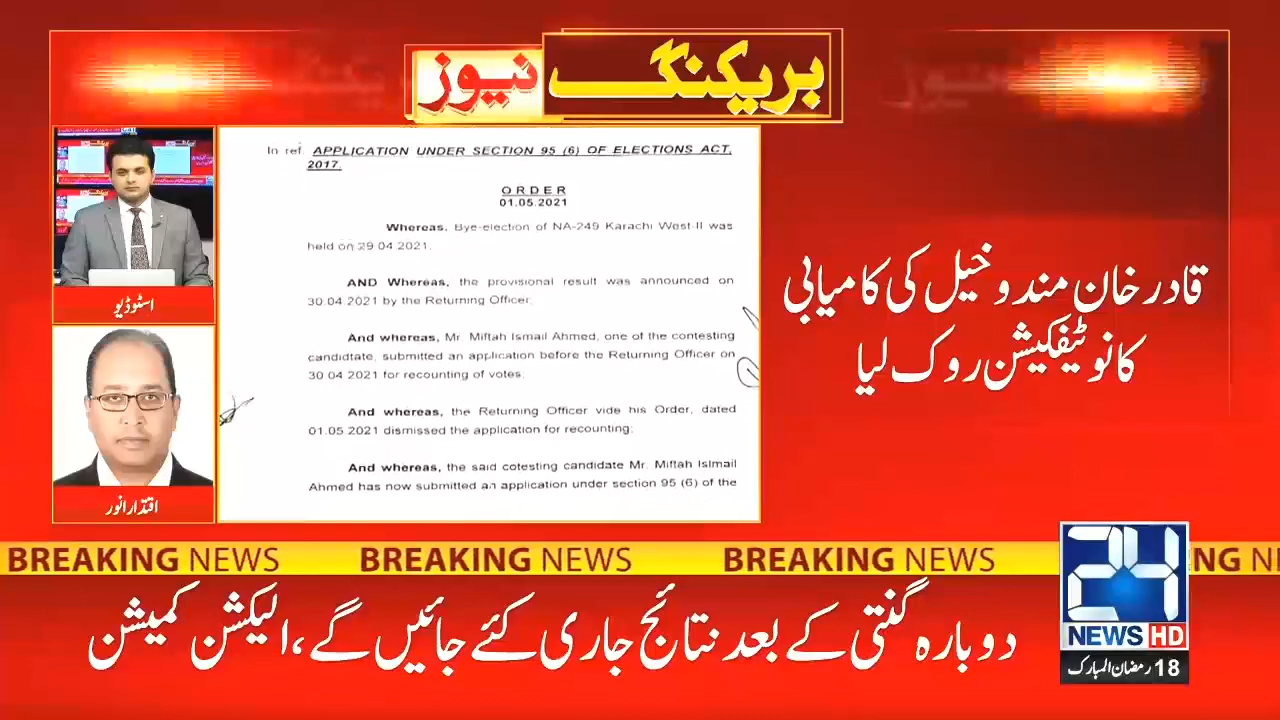 بریکنگ نیوز
In ref. APPLICATION UNDER SECTION 95 (6) OF ELECTIONS ACT,
2017.
ORDER
01.05.2021
Whereas, Bye-election of NA-249 Karachi West-II was
held on 29.04.2021.
AND Whereas, the provisional result was announced on
30.04.2021 by the Returning Officer;
And whereas, Mr. Miftah Ismail Ahmed, one of the contesting
candidtate, submitted an application before the Returning Officer on
30.04.2021 for recounting of votes.
And whereas, the Returning Officer vide his Order, dated
01.05.2021 dismissed the application for recounting;
And whereas, the said cotesting candidate Mr. Miftah Islmail
Ahmed has now submitted an application under section 95 (6) of the
اسٹوڈیو
اقتدار انور
قادر خان مندوخیل کی کامیابی
کا نوٹیفکیشن روک لیا
BREAKING NEWS BREAKING NEWS BREAKING NEWS
دوبارہ گنتی کے بعد نتائج جاری کئے جائیں گے، الیکشن کمیشن
24
NEWS HD
18 رمضان المبارک